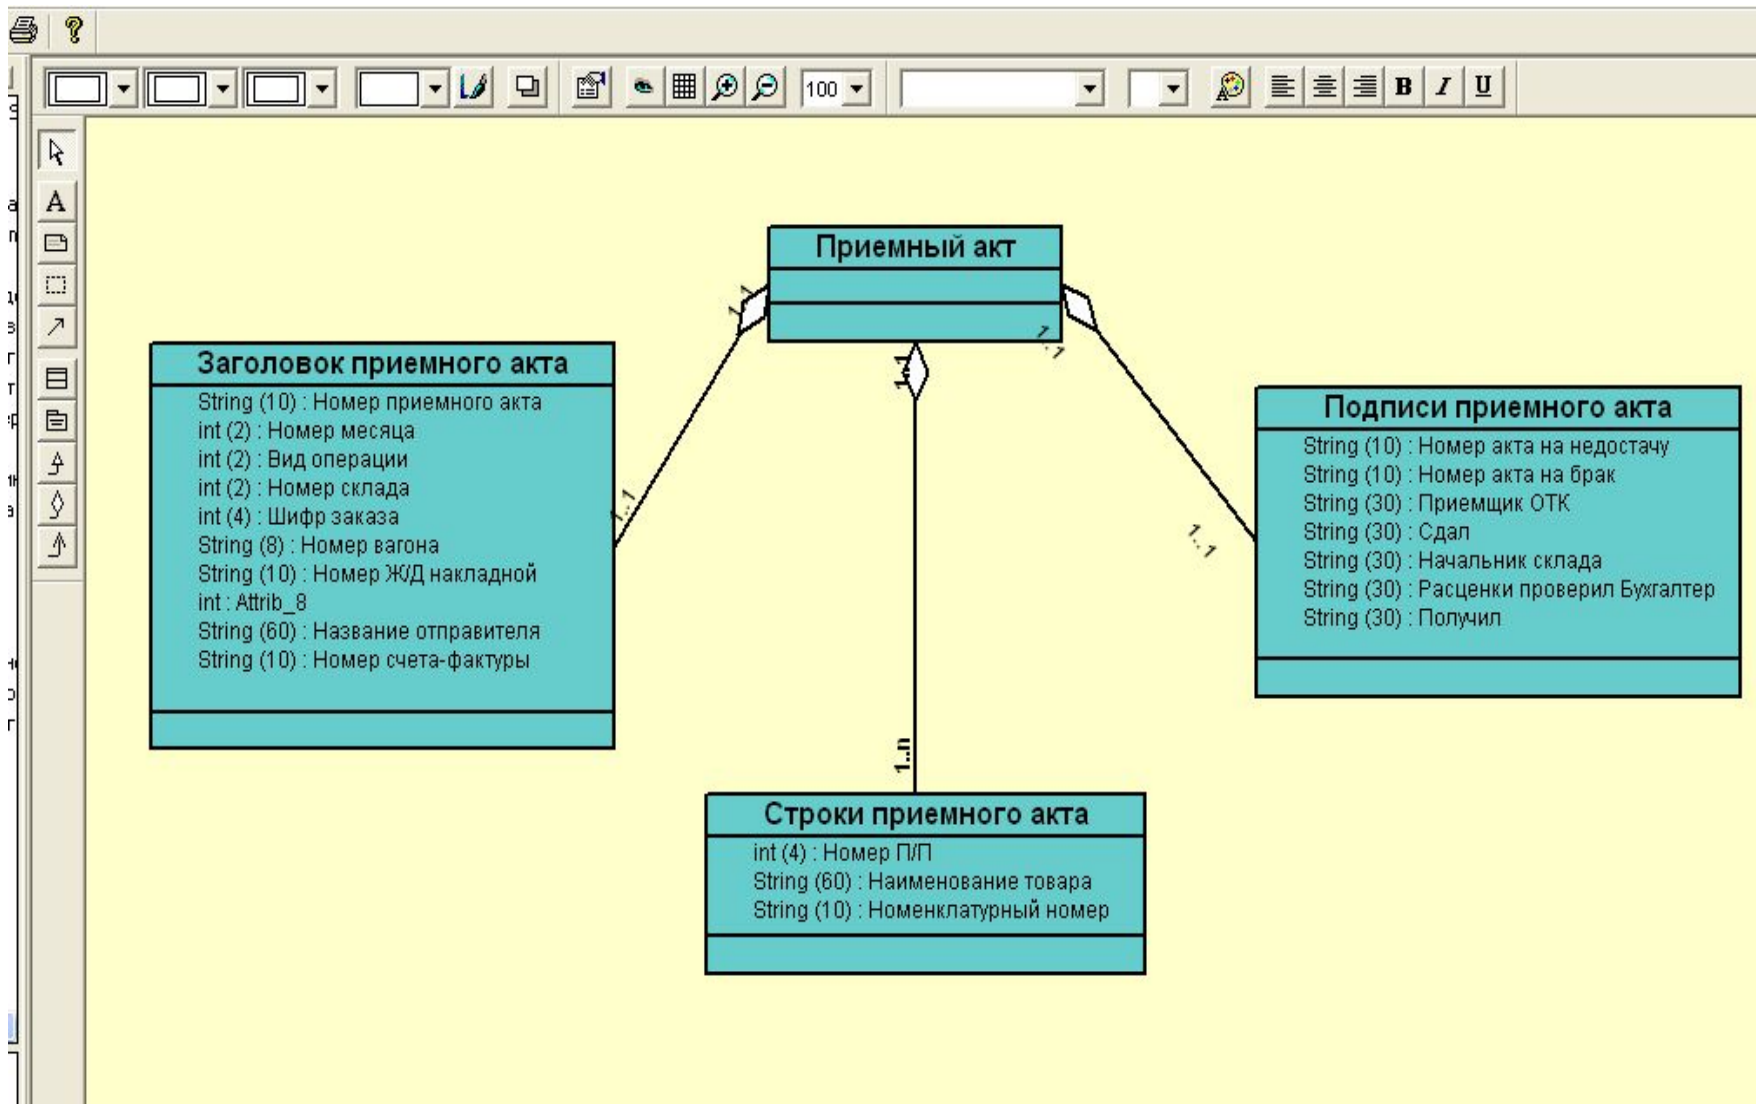 100
B I U
A
Приемный акт
1..1
1..1
1..1
Заголовок приемного акта
String (10) : Номер приемного акта
int (2) : Номер месяца
int (2) : Вид операции
int (2) : Номер склада
int (4) : Шифр заказа
String (8) : Номер вагона
String (10) : Номер Ж/Д накладной
int : Attrib_8
String (60) : Название отправителя
String (10) : Номер счета-фактуры
1..1
Подписи приемного акта
String (10) : Номер акта на недостачу
String (10) : Номер акта на брак
String (30) : Приемщик ОТК
String (30) : Сдал
String (30) : Начальник склада
String (30) : Расценки проверил Бухгалтер
String (30) : Получил
1..1
1..n
Строки приемного акта
int (4) : Номер П/П
String (60) : Наименование товара
String (10) : Номенклатурный номер